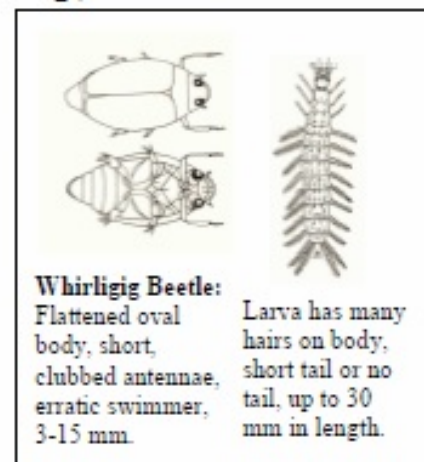 Whirligig Beetle:
Flattened oval
body, short,
clubbed antennae,
erratic swimmer,
3-15 mm.
Larva has many
hairs on body,
short tail or no
tail, up to 30
mm in length.